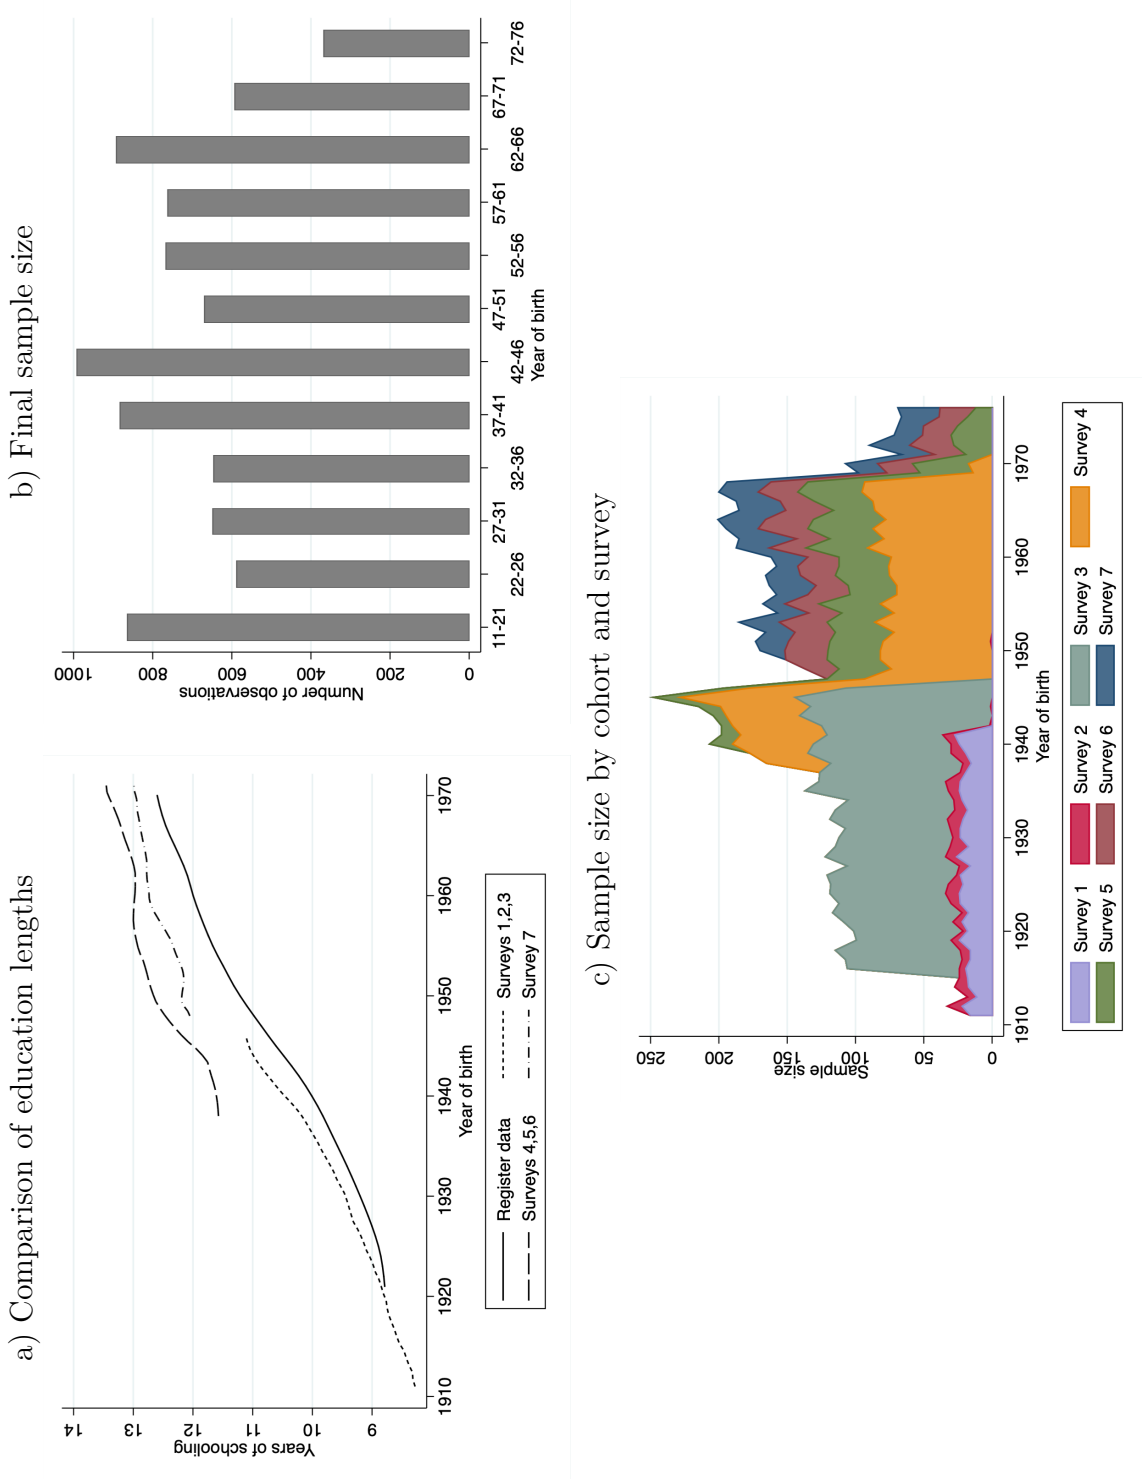 a) Comparison of education lengths
Years of schooling
14
13
12
11
10
9
1910 1920 1930 1940 1950 1960 1970
Year of birth
Register data Surveys 1,2,3
Surveys 4,5,6 Survey 7
b) Final sample size
Number of observations
1000
800
600
400
200
0
11-21 22-26 27-31 32-36 37-41 42-46 47-51 52-56 57-61 62-66 67-71 72-76
Year of birth
c) Sample size by cohort and survey
Sample size
250
200
150
100
50
0
1910 1920 1930 1940 1950 1960 1970
Year of birth
Survey 1 Survey 2 Survey 3 Survey 4
Survey 5 Survey 6 Survey 7